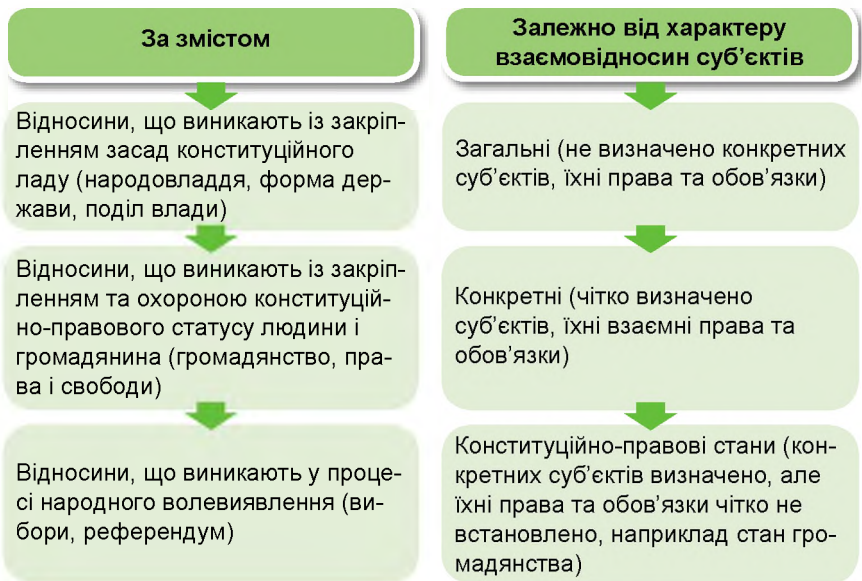 За змістом
Відносини, що виникають із закріп-
ленням засад конституційного
ладу (народовладдя, форма дер-
жави, поділ влади)
Відносини, що виникають із закріп-
ленням та охороною конституцій-
но-правового статусу людини і
громадянина (громадянство, пра-
ва і свободи)
Відносини, що виникають у проце-
сі народного волевиявлення (ви-
бори, референдум)
Залежно від характеру
взаємовідносин суб’єктів
Загальні (не визначено конкретних
суб’єктів, їхні права та обов’язки)
Конкретні (чітко визначено
суб’єктів, їхні взаємні права та
обов’язки)
Конституційно-правові стани (кон-
кретних суб’єктів визначено, але
їхні права та обов’язки чітко не
встановлено, наприклад стан гро-
мадянства)